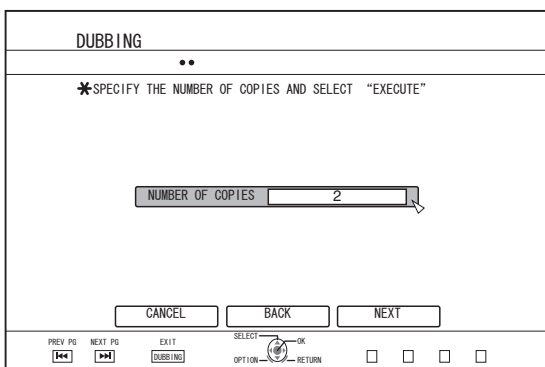 DUBBING
••
✱SPECIFY THE NUMBER OF COPIES AND SELECT “EXECUTE”
NUMBER OF COPIES 2
CANCEL BACK NEXT
PREV PG NEXT PG EXIT SELECT OK
DUBBING OPTION RETURN